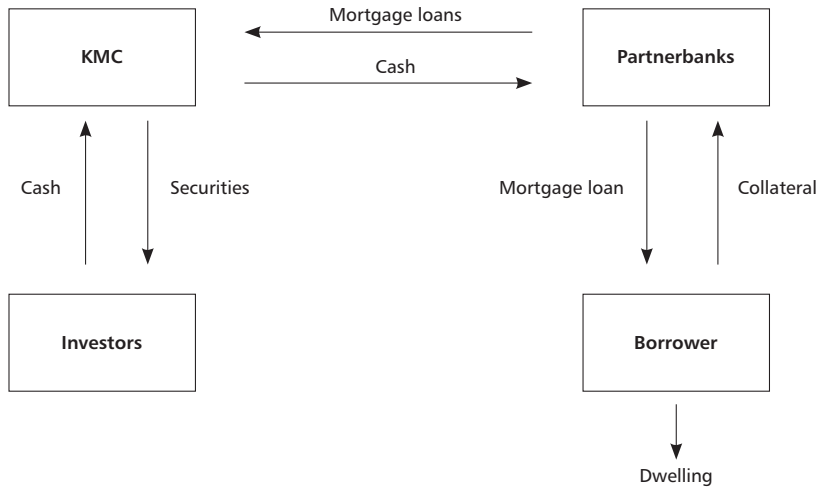 Mortgage loans
KMC
Partnerbanks
Cash
Cash
Securities
Mortgage loan
Collateral
Investors
Borrower
Dwelling